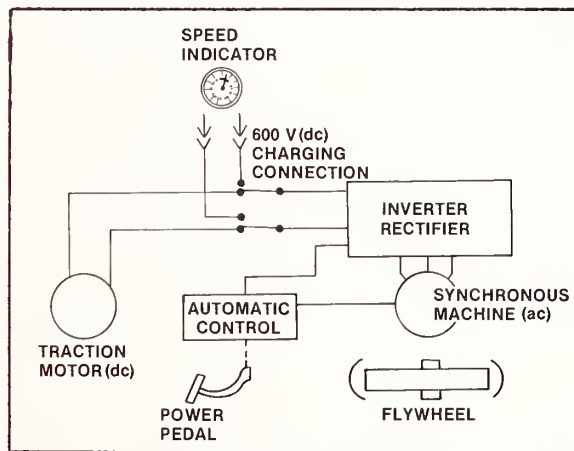 SPEED
INDICATOR
600 V (dc)
CHARGING
CONNECTION
INVERTER
RECTIFIER
AUTOMATIC
CONTROL
SYNCHRONOUS
MACHINE (ac)
TRACTION
MOTOR (dc)
POWER
PEDAL
FLYWHEEL